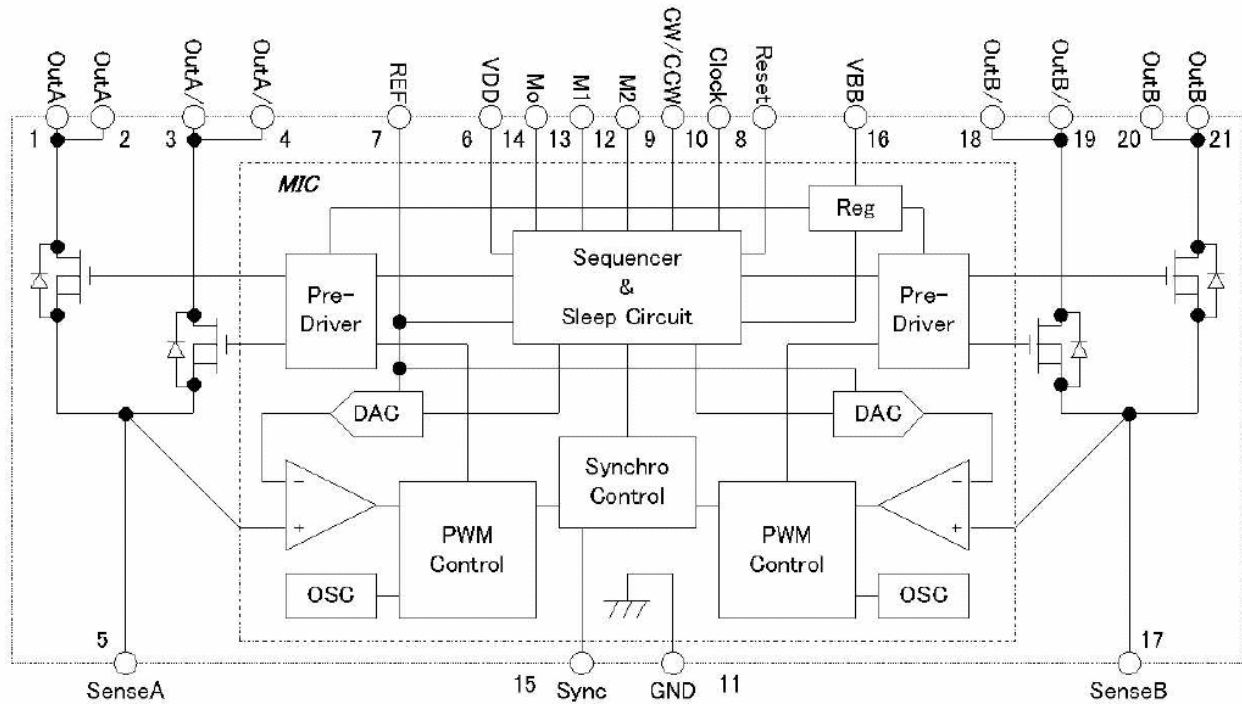 OutA
OutA
OutA/
OutA/
REF
VDD
Mo
M1
M2
CW/CCW
Clock
Reset
VBB
OutB/
OutB/
OutB
OutB
1
2
3
4
7
6
14
13
12
9
10
8
16
18
19
20
21
MIC
Reg
Sequencer
&
Sleep Circuit
Pre-
Driver
Pre-
Driver
DAC
DAC
Synchro
Control
−
+
−
+
PWM
Control
PWM
Control
OSC
OSC
5
17
SenseA
15
Sync
GND
11
SenseB